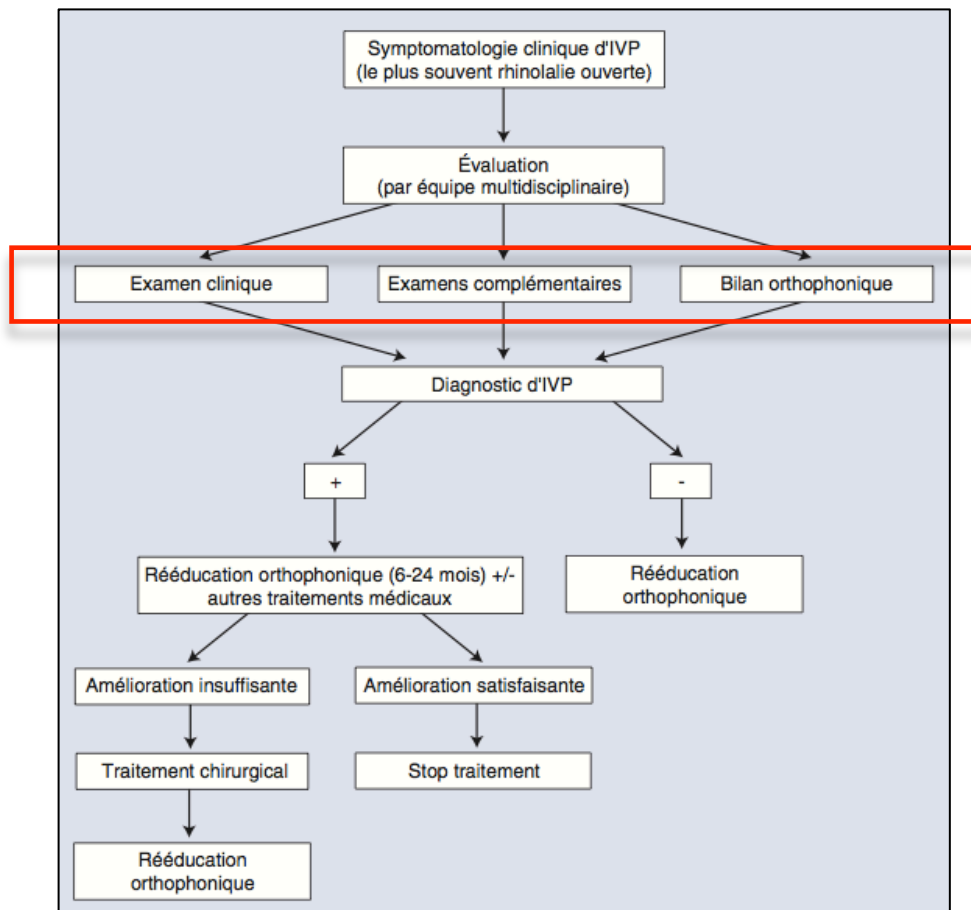 Symptomatologie clinique d'IVP
(le plus souvent rhinolalie ouverte)
Évaluation
(par équipe multidisciplinaire)
Examen clinique
Examens complémentaires
Bilan orthophonique
Diagnostic d'IVP
+
-
Rééducation orthophonique (6-24 mois) +/-
autres traitements médicaux
Rééducation
orthophonique
Amélioration insuffisante
Amélioration satisfaisante
Traitement chirurgical
Stop traitement
Rééducation
orthophonique